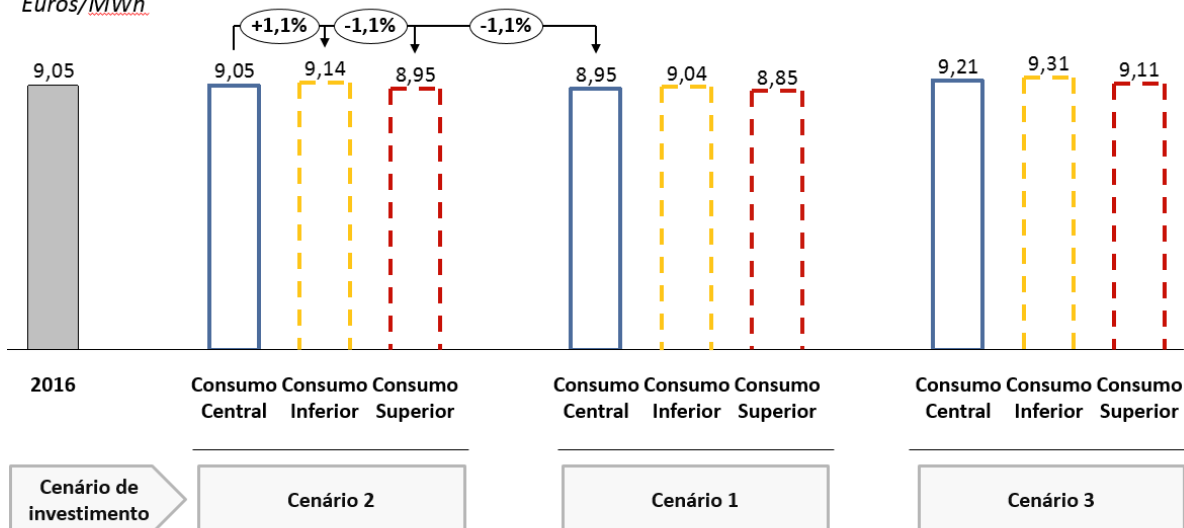 Euros/MWh
+1,1% -1,1% -1,1%
9,05 9,05 9,14 8,95 8,95 9,04 8,85 9,21 9,31 9,11
2016 Consumo Consumo Consumo Consumo Consumo Consumo Consumo Consumo Consumo
Central Inferior Superior Central Inferior Superior Central Inferior Superior
Cenário de
investimento
Cenário 2 Cenário 1 Cenário 3